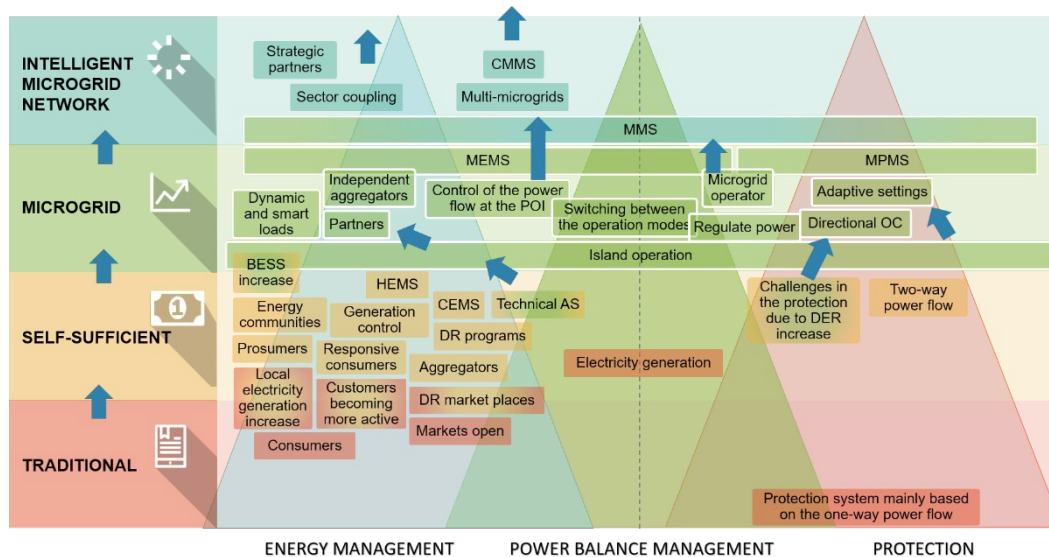 INTELLIGENT
MICROGRID
NETWORK
Strategic
partners
CMMS
Sector coupling
Multi-microgrids
MMS
MEMS
MPMS
MICROGRID
Dynamic
and smart
loads
Independent
aggregators
Partners
Control of the power
flow at the POI
Switching between
the operation modes
Microgrid
operator
Regulate power
Adaptive settings
Directional OC
Island operation
SELF-SUFFICIENT
1
BESS
increase
HEMS
CEMS
Technical AS
Energy
communities
Generation
control
DR programs
Prosumers
Responsive
consumers
Aggregators
Local
electricity
generation
increase
Customers
becoming
more active
DR market places
Markets open
Consumers
Electricity generation
Challenges in
the protection
due to DER
increase
Two-way
power flow
TRADITIONAL
Protection system mainly based
on the one-way power flow
ENERGY MANAGEMENT
POWER BALANCE MANAGEMENT
PROTECTION